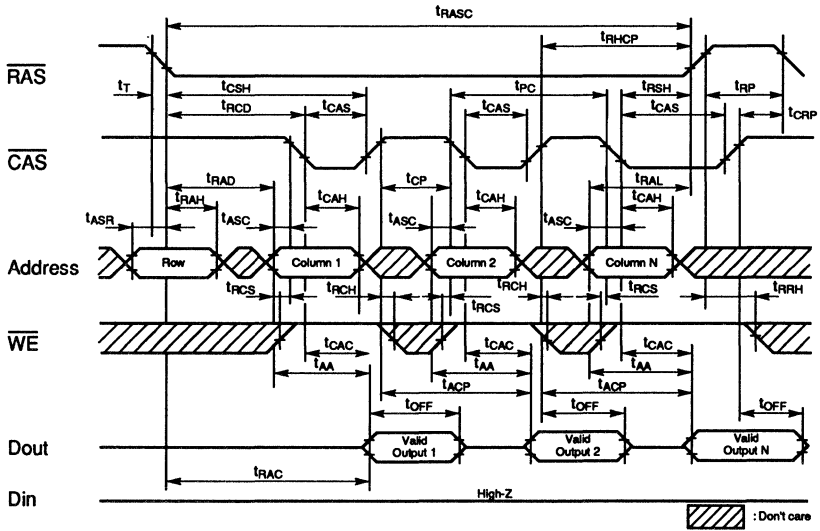 tRASC
tRHCP
RAS
tT
tCSH
tPC
tRSH
tRP
tRCD
tCAS
tCAS
tCAS
tCRP
CAS
tRAD
tCP
tRAL
tRAH
tCAH
tCAH
tCAH
tASR
tASC
tASC
tASC
Address
Row
Column 1
Column 2
Column N
tRCS
tRCH
tRCS
tRCH
tRCS
tRRH
WE
tCAC
tCAC
tCAC
tAA
tAA
tAA
tACP
tACP
tOFF
tOFF
tOFF
Dout
Valid
Output 1
Valid
Output 2
Valid
Output N
tRAC
Din
High-Z
: Don't care